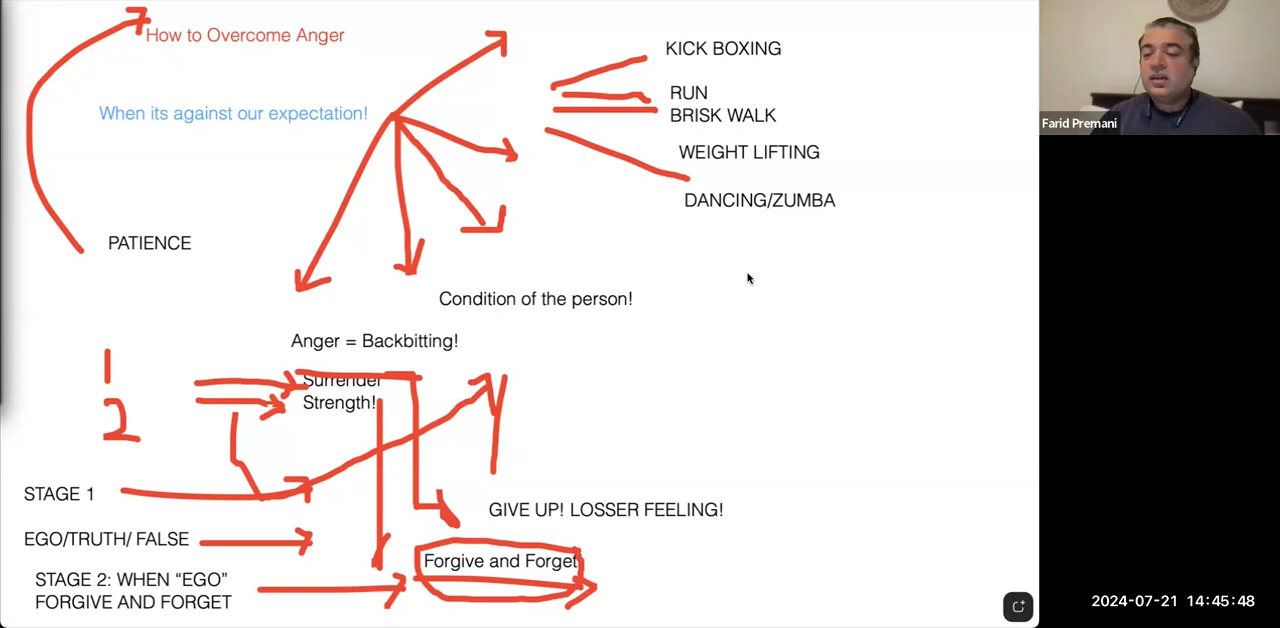 How to Overcome Anger
When its against our expectation!
KICK BOXING
RUN
BRISK WALK
WEIGHT LIFTING
DANCING/ZUMBA
PATIENCE
Condition of the person!
Anger = Backbitting!
1
Surrender
2
Strength!
STAGE 1
GIVE UP! LOSSER FEELING!
EGO/TRUTH/ FALSE
Forgive and Forget
STAGE 2: WHEN “EGO”
FORGIVE AND FORGET
Farid Premani
2024-07-21 14:45:48